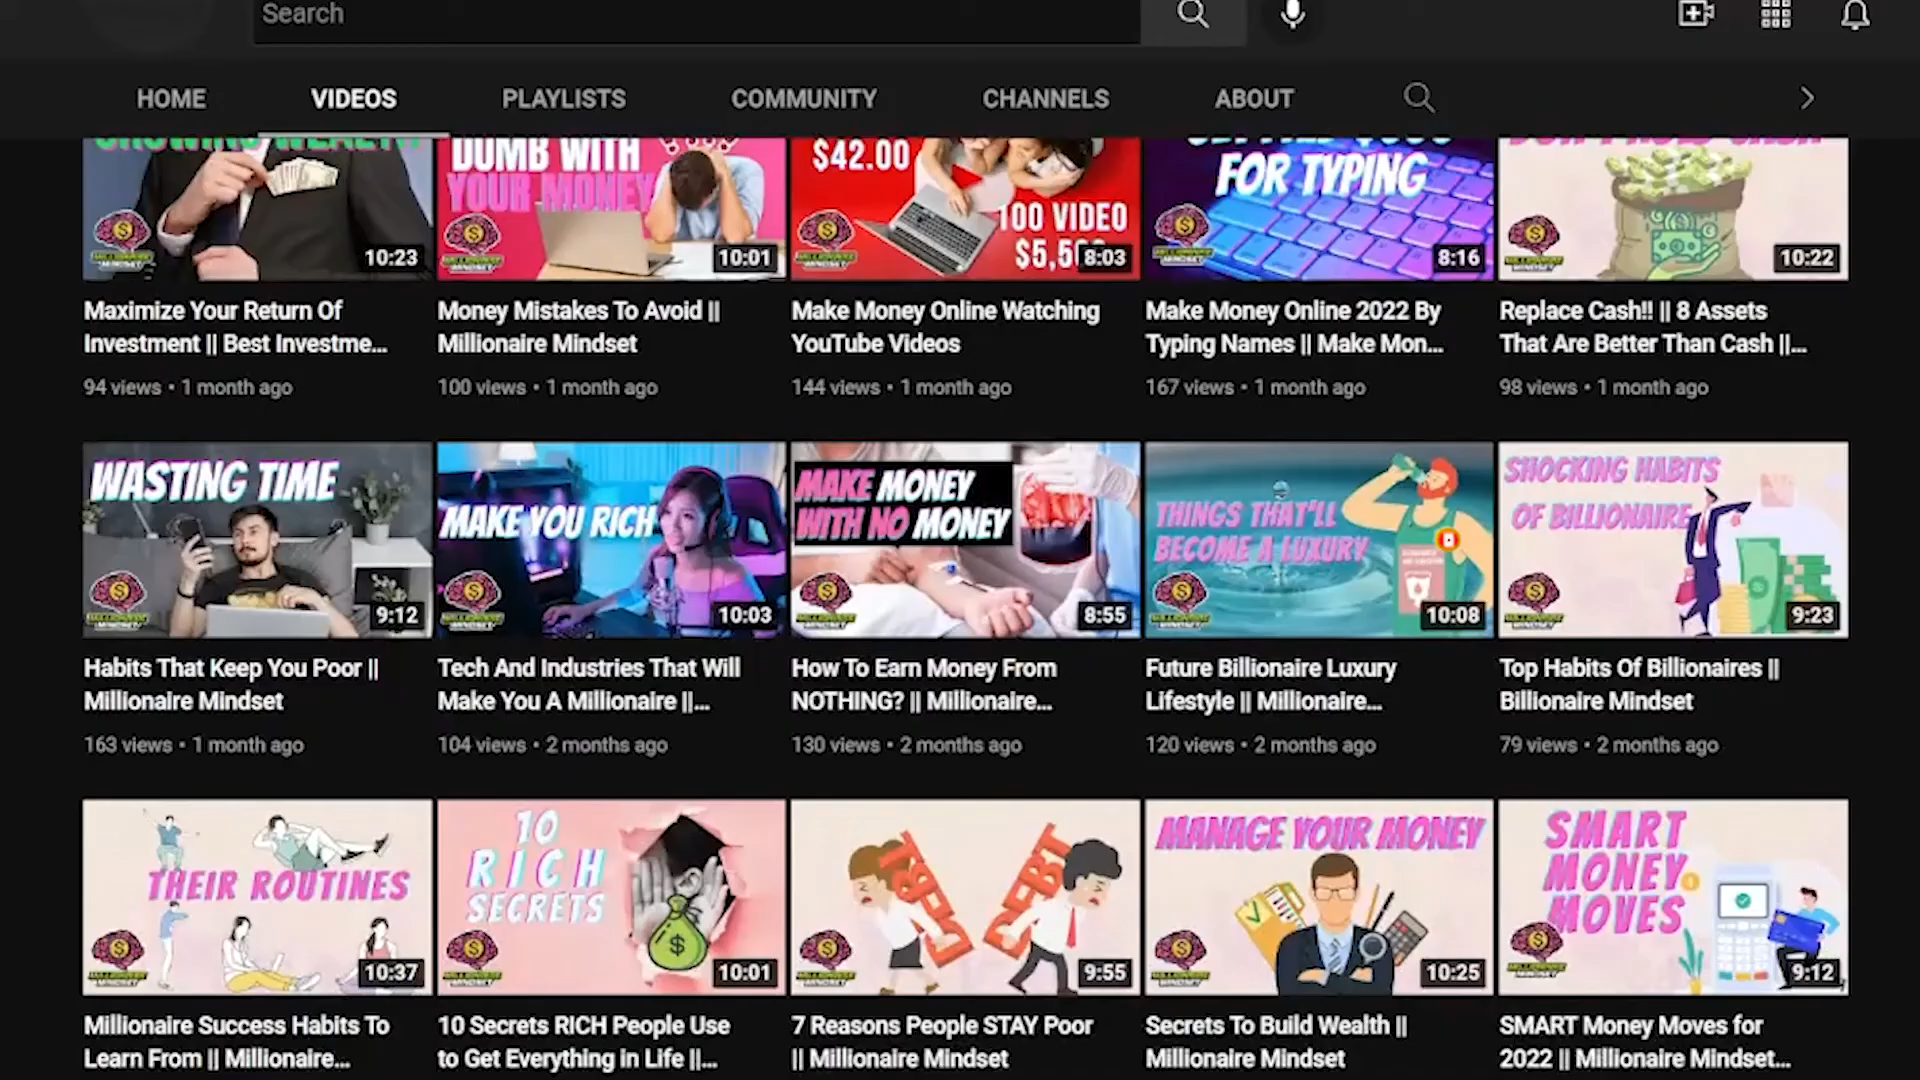 Search
HOME
VIDEOS
PLAYLISTS
COMMUNITY
CHANNELS
ABOUT
10:23
DUMB WITH
YOUR MONEY
10:01
$42.00
100 VIDEO
8:03
FOR TYPING
8:16
10:22
Maximize Your Return Of
Investment || Best Investme...
94 views • 1 month ago
Money Mistakes To Avoid ||
Millionaire Mindset
100 views • 1 month ago
Make Money Online Watching
YouTube Videos
144 views • 1 month ago
Make Money Online 2022 By
Typing Names || Make Mon...
167 views • 1 month ago
Replace Cash!! || 8 Assets
That Are Better Than Cash ||...
98 views • 1 month ago
WASTING TIME
9:12
MAKE YOU RICH
10:03
MAKE MONEY
WITH NO MONEY
8:55
THINGS THAT'LL
BECOME A LUXURY
10:08
SHOCKING HABITS
OF BILLIONAIRE
9:23
Habits That Keep You Poor ||
Millionaire Mindset
163 views • 1 month ago
Tech And Industries That Will
Make You A Millionaire ||...
104 views • 2 months ago
How To Earn Money From
NOTHING? || Millionaire...
130 views • 2 months ago
Future Billionaire Luxury
Lifestyle || Millionaire...
120 views • 2 months ago
Top Habits Of Billionaires ||
Billionaire Mindset
79 views • 2 months ago
THEIR ROUTINES
10:37
10
RICH
SECRETS
10:01
DEBT
DEBT
9:55
MANAGE YOUR MONEY
10:25
SMART
MONEY
MOVES
9:12
Millionaire Success Habits To
Learn From || Millionaire...
10 Secrets RICH People Use
to Get Everything in Life ||...
7 Reasons People STAY Poor
|| Millionaire Mindset
Secrets To Build Wealth ||
Millionaire Mindset
SMART Money Moves for
2022 || Millionaire Mindset...